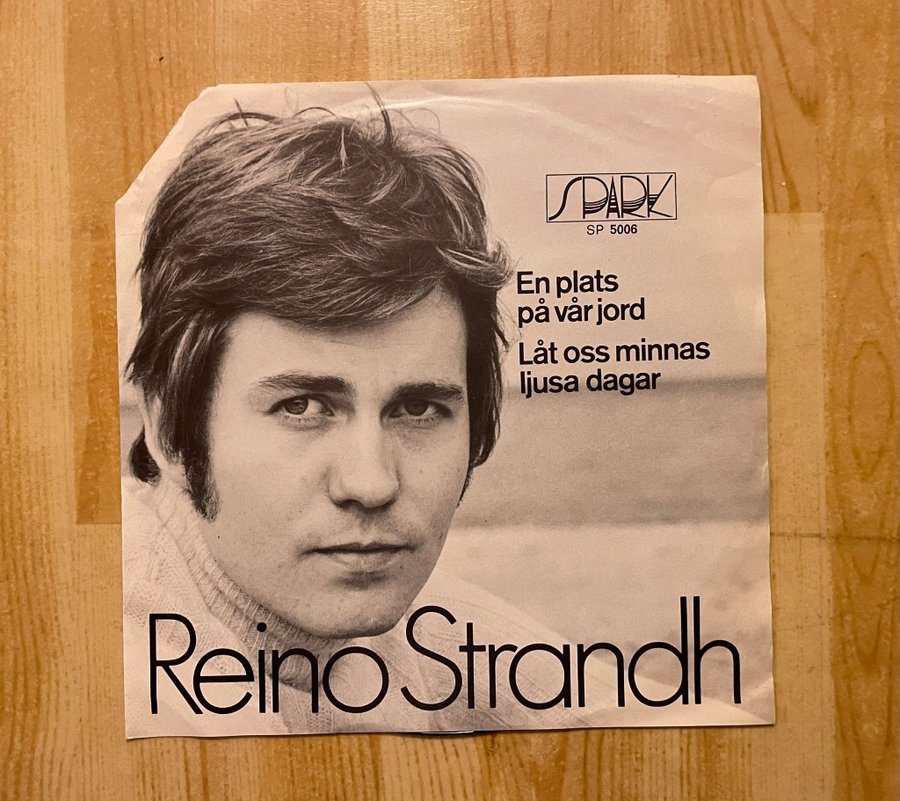 SPARK
SP 5006
En plats
på vår jord
Låt oss minnas
ljusa dagar
Reino Strandh